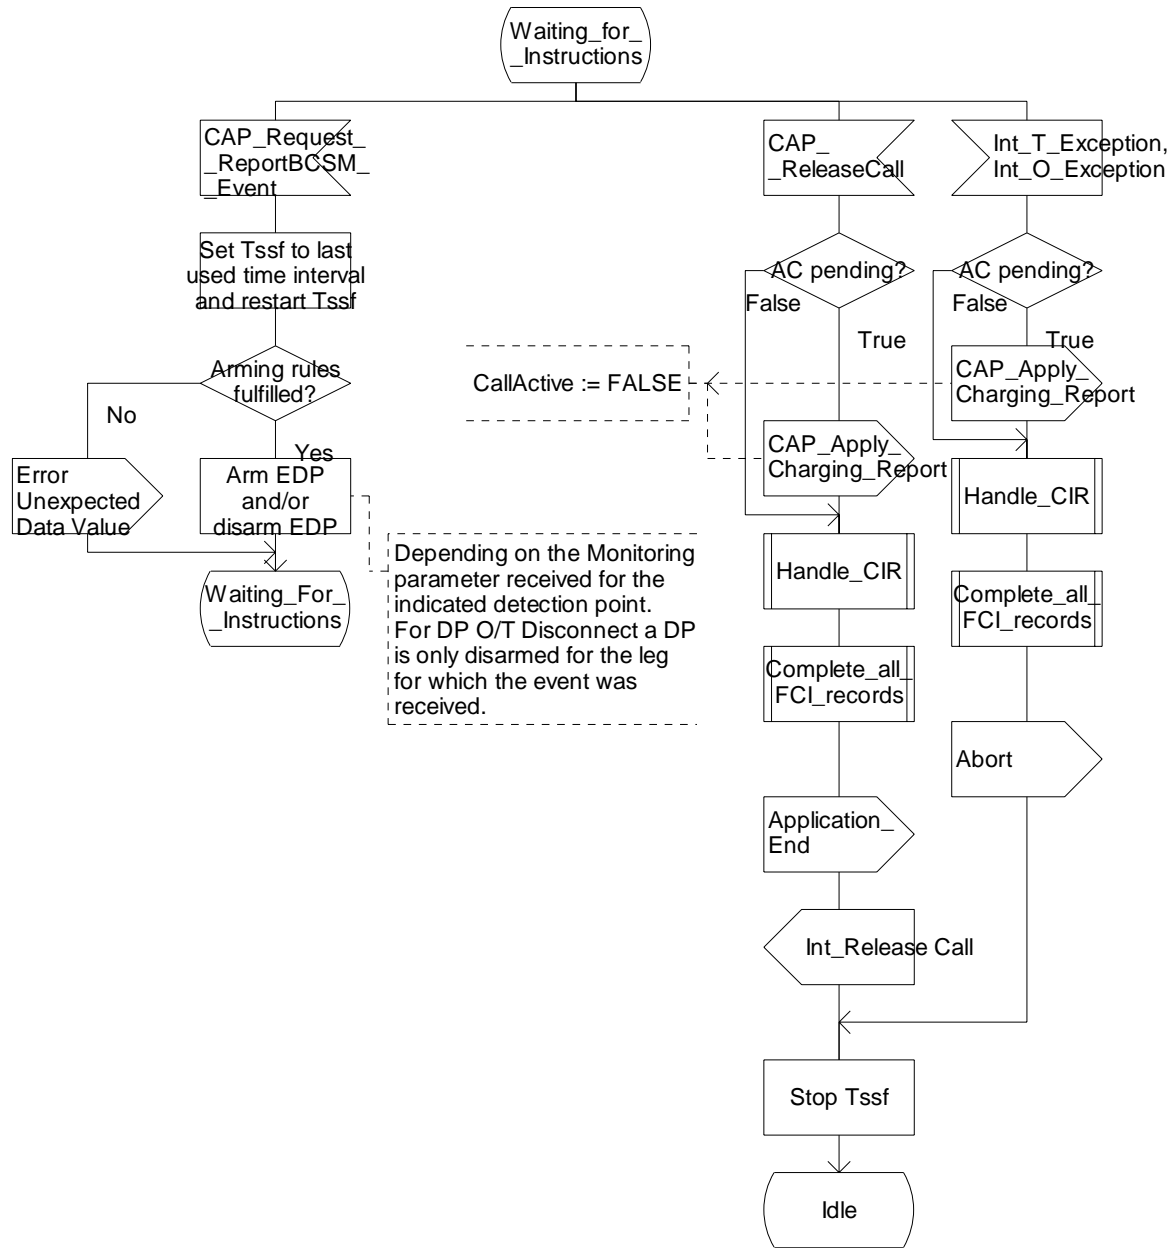 Waiting_for_
_Instructions
CAP_Request_
_ReportBCSM_
_Event
CAP_
_ReleaseCall
Int_T_Exception,
Int_O_Exception
Set Tssf to last
used time interval
and restart Tssf
AC pending?
AC pending?
False
False
True
True
Arming rules
fulfilled?
No
Yes
CallActive := FALSE
CAP_Apply_
Charging_Report
CAP_Apply_
Charging_Report
Error
Unexpected
Data Value
Arm EDP
and/or
disarm EDP
Handle_CIR
Depending on the Monitoring
parameter received for the
indicated detection point.
For DP O/T Disconnect a DP
is only disarmed for the leg
for which the event was
received.
Waiting_For_
_Instructions
Handle_CIR
Complete_all_
FCI_records
Complete_all_
FCI_records
Abort
Application_
End
Int_Release Call
Stop Tssf
Idle